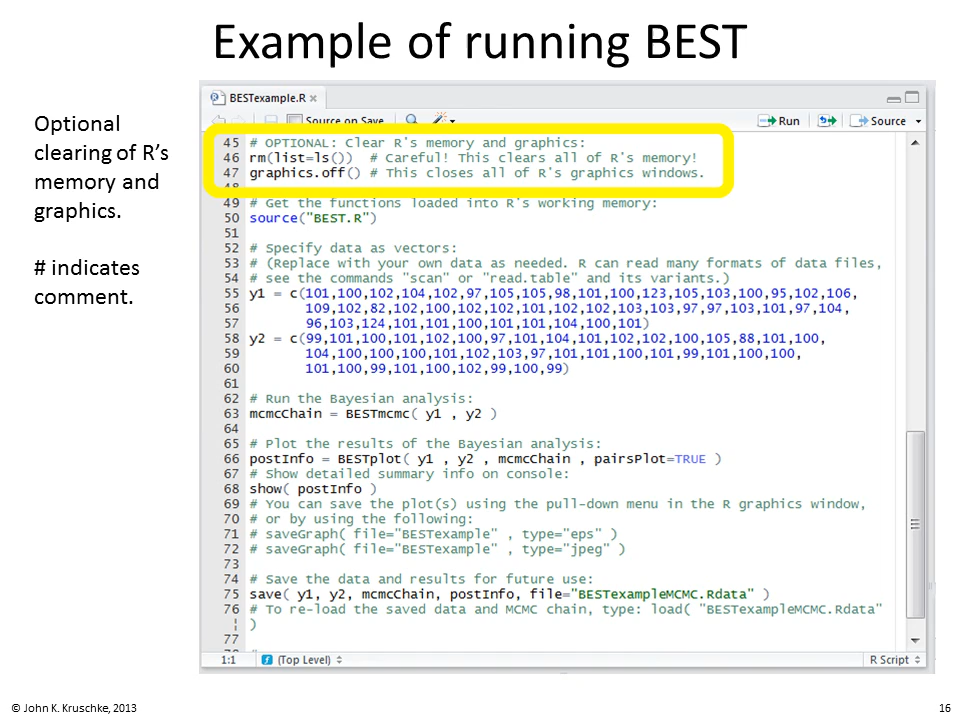 Example of running BEST
Optional
clearing of R's
memory and
graphics.
# indicates
comment.
BESTexample.R
Source on Save
Run
Source
45 # OPTIONAL: Clear R's memory and graphics:
46 rm(list=ls()) # Careful! This clears all of R's memory!
47 graphics.off() # This closes all of R's graphics windows.
48
49 # Get the functions loaded into R's working memory:
50 source("BEST.R")
51
52 # Specify data as vectors:
53 # (Replace with your own data as needed. R can read many formats of data files,
54 # see the commands "scan" or "read.table" and its variants.)
55 y1 = c(101,100,102,104,102,97,105,105,98,101,100,123,105,103,100,95,102,106,
56 109,102,82,102,100,102,102,101,102,102,103,103,97,97,103,101,97,104,
57 96,103,124,101,101,100,101,101,104,100,101)
58 y2 = c(99,101,100,101,102,100,97,101,104,101,102,102,100,105,88,101,100,
59 104,100,100,100,101,102,103,97,101,101,100,101,99,101,100,100,
60 101,100,99,101,100,102,99,100,99)
61
62 # Run the Bayesian analysis:
63 mcmcChain = BESTmcmc( y1 , y2 )
64
65 # Plot the results of the Bayesian analysis:
66 postInfo = BESTplot( y1 , y2 , mcmcChain , pairsPlot=TRUE )
67 # Show detailed summary info on console:
68 show( postInfo )
69 # You can save the plot(s) using the pull-down menu in the R graphics window,
70 # or by using the following:
71 # saveGraph( file="BESTexample" , type="eps" )
72 # saveGraph( file="BESTexample" , type="jpeg" )
73
74 # Save the data and results for future use:
75 save( y1, y2, mcmcChain, postInfo, file="BESTexampleMCMC.Rdata" )
76 # To re-load the saved data and MCMC chain, type: load( "BESTexampleMCMC.Rdata"
)
77
1:1
(Top Level)
R Script
© John K. Kruschke, 2013
16